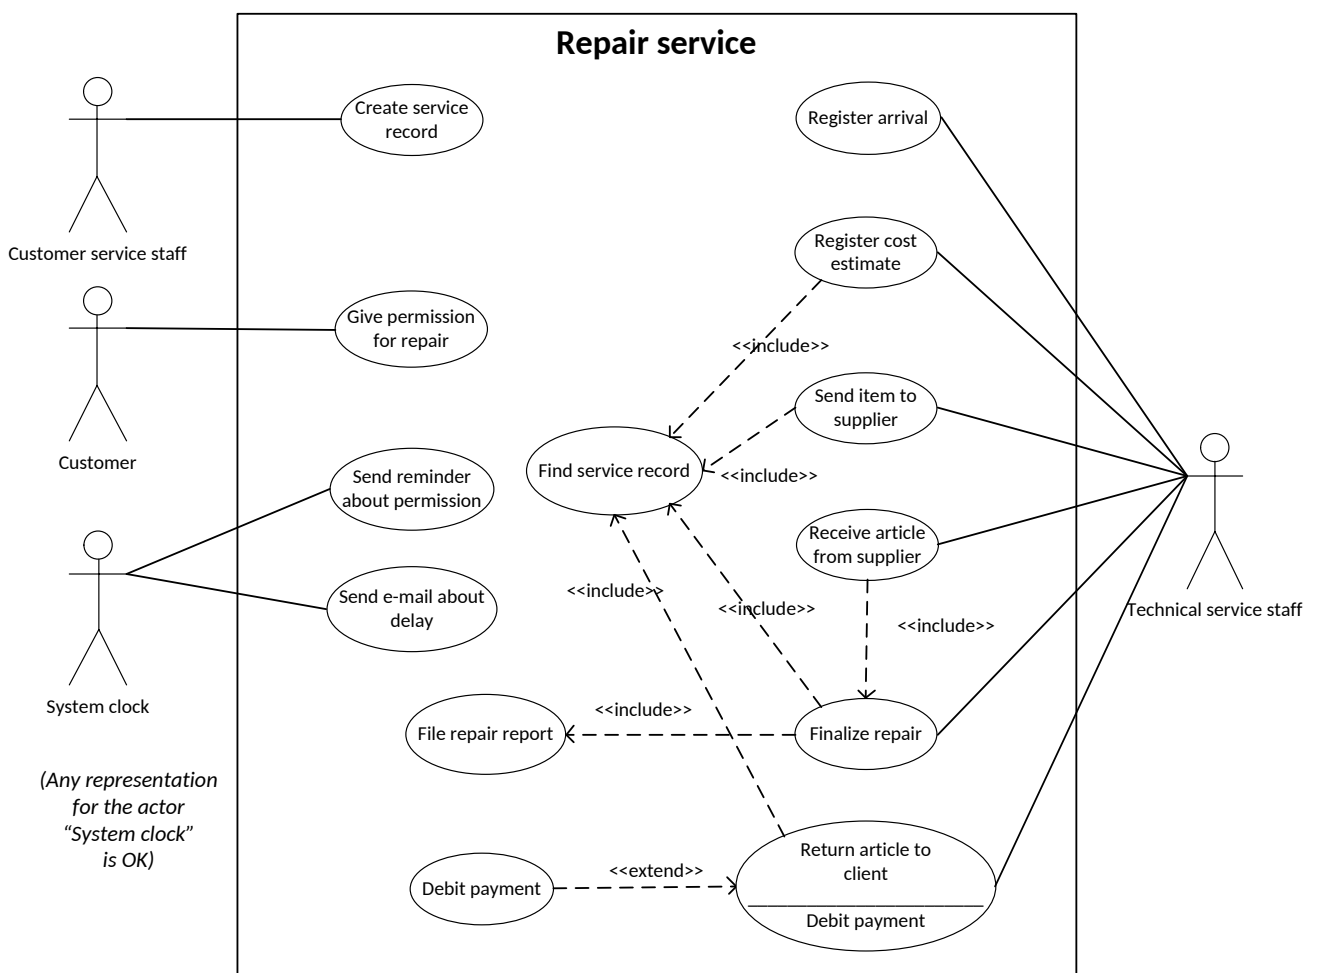 Repair service
Create service
record
Register arrival
Customer service staff
Register cost
estimate
Give permission
for repair
<<include>>
Send item to
supplier
Customer
Send reminder
about permission
Find service record
<<include>>
Receive article
from supplier
Send e-mail about
delay
<<include>>
<<include>>
<<include>>
Technical service staff
System clock
<<include>>
File repair report
Finalize repair
(Any representation
for the actor
“System clock”
is OK)
Return article to
client
<<extend>>
Debit payment
Debit payment